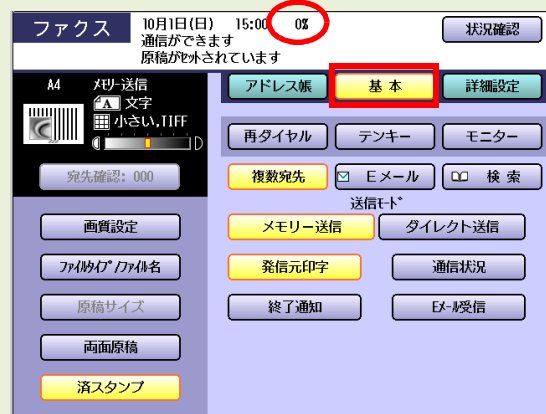 ファクス
10月1日(日) 15:00 0%
通信ができます
原稿がセットされています
状況確認
A4 メモリー送信
A 文字
小さい,TIFF
L D
宛先確認: 000
画質設定
ファイルタイプ/ファイル名
原稿サイズ
両面原稿
済スタンプ
アドレス帳 基本 詳細設定
再ダイヤル テンキー モニター
複数宛先 Eメール 検索
送信モード
メモリー送信 ダイレクト送信
発信元印字 通信状況
終了通知 Eメール受信